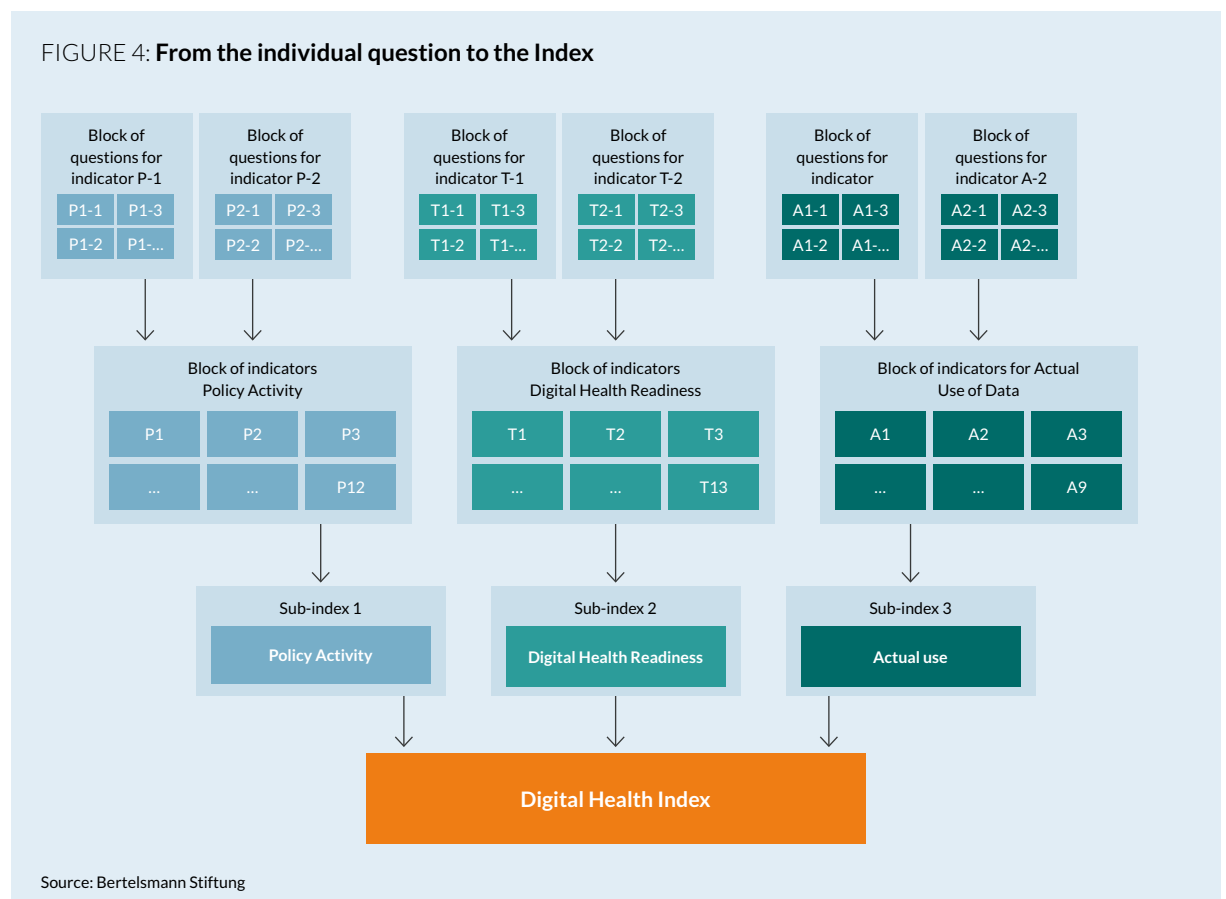 FIGURE 4: From the individual question to the Index
Block of
questions for
indicator P-1
P1-1 P1-3
P1-2 P1-...
Block of
questions for
indicator P-2
P2-1 P2-3
P2-2 P2-...
Block of
questions for
indicator T-1
T1-1 T1-3
T1-2 T1-...
Block of
questions for
indicator T-2
T2-1 T2-3
T2-2 T2-...
Block of
questions for
indicator
A1-1 A1-3
A1-2 A1-...
Block of
questions for
indicator A-2
A2-1 A2-3
A2-2 A2-...
Block of indicators
Policy Activity
P1 P2 P3
... ... P12
Block of indicators
Digital Health Readiness
T1 T2 T3
... ... T13
Block of indicators for Actual
Use of Data
A1 A2 A3
... ... A9
Sub-index 1
Policy Activity
Sub-index 2
Digital Health Readiness
Sub-index 3
Actual use
Digital Health Index
Source: Bertelsmann Stiftung